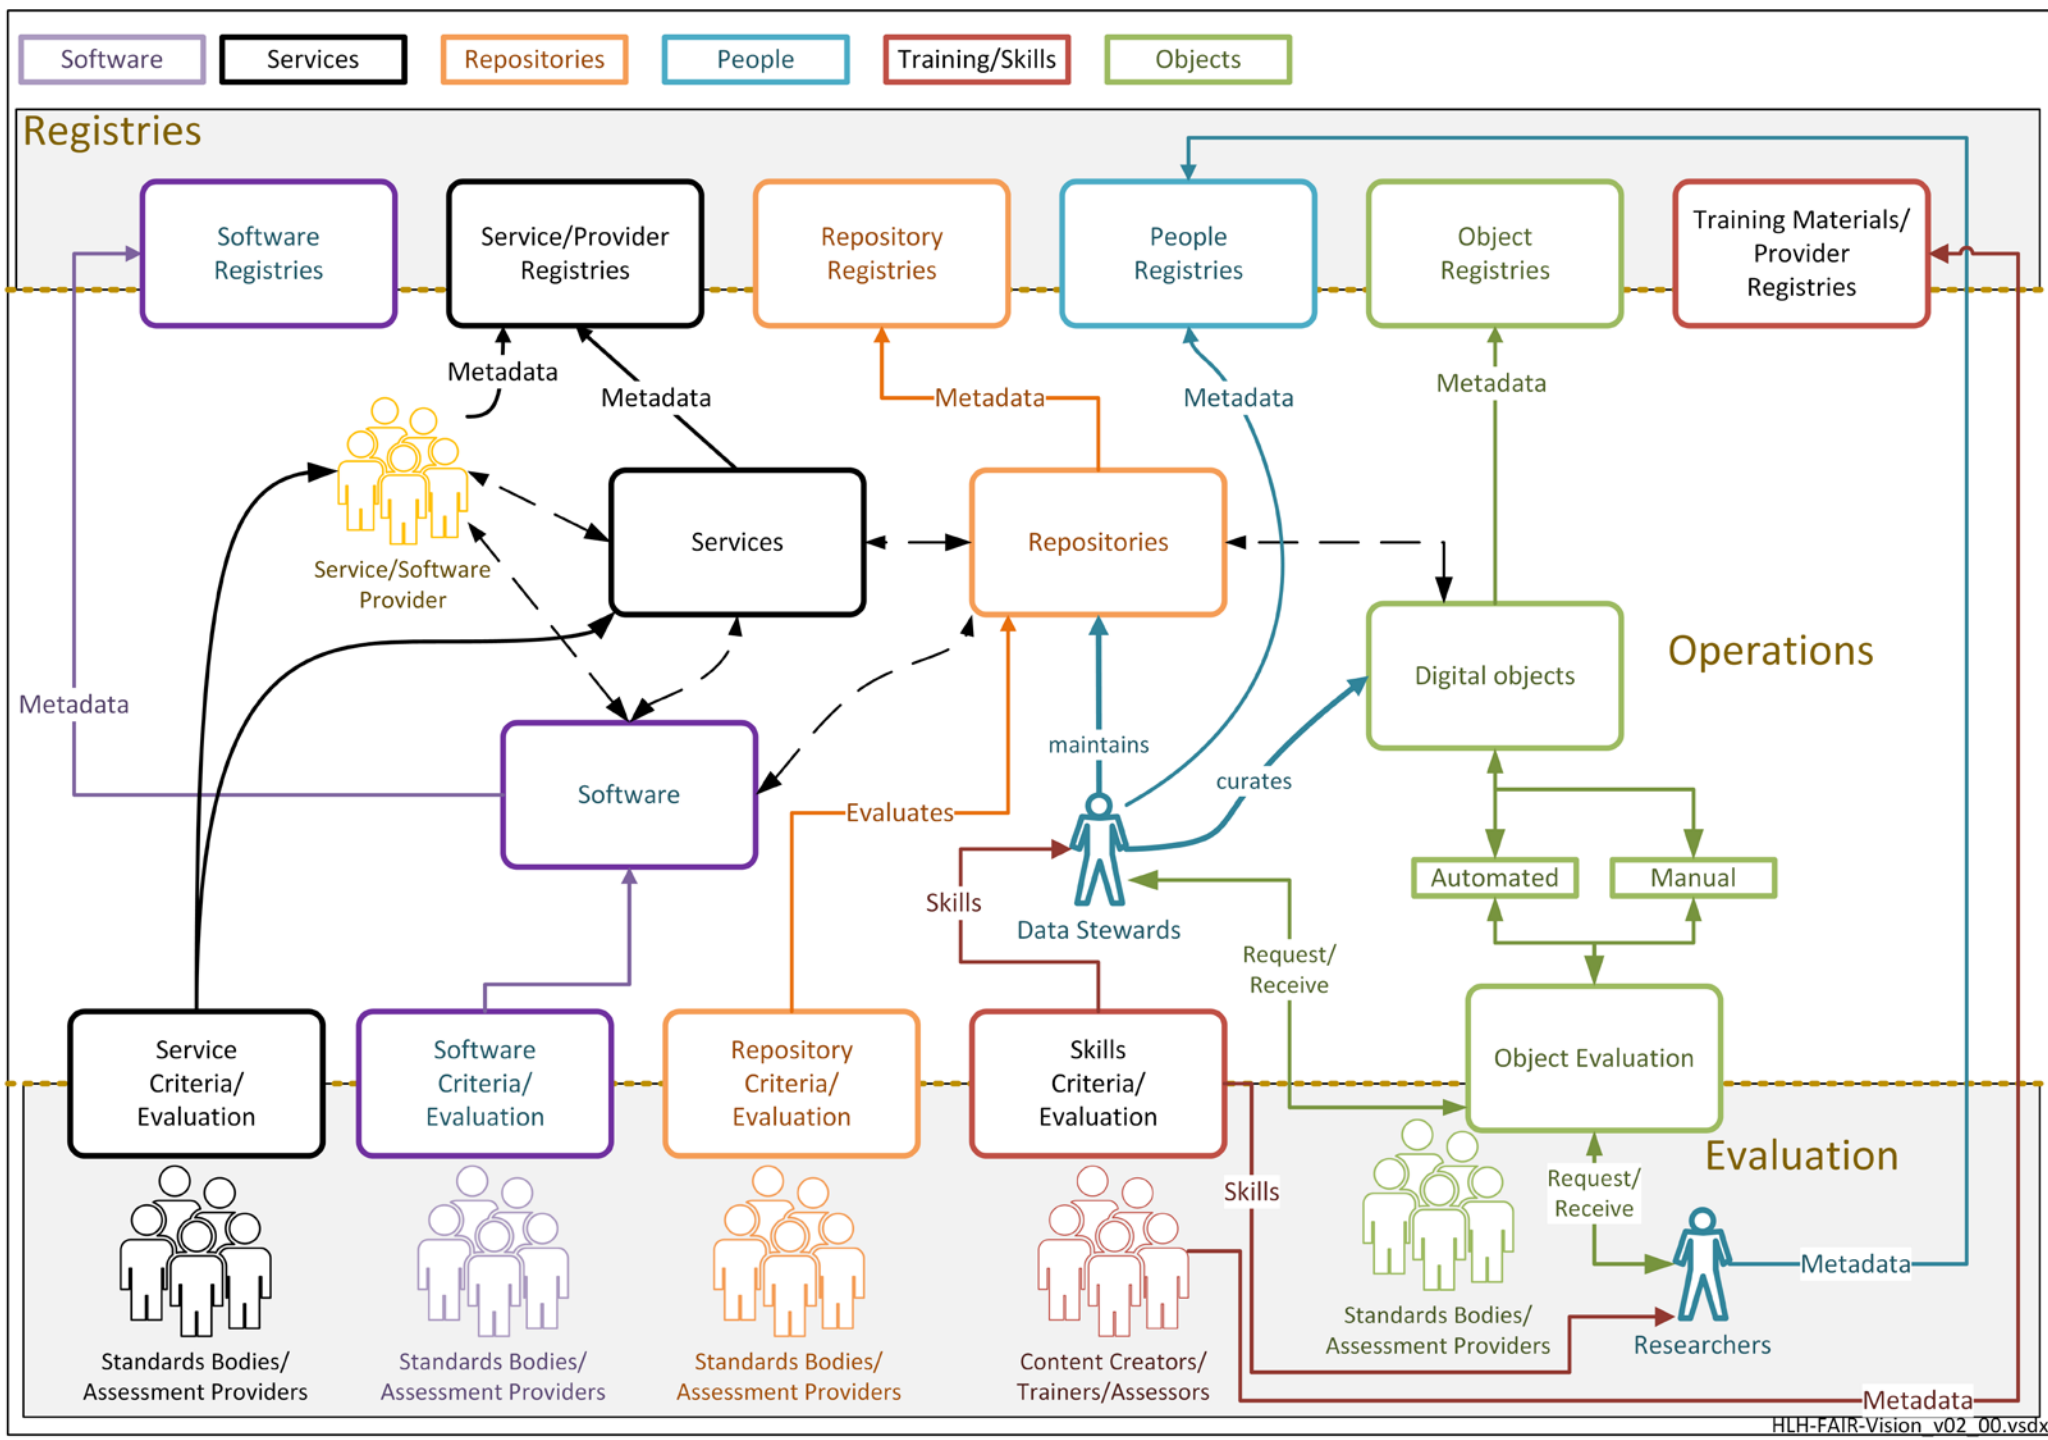 Software
Services
Repositories
People
Training/Skills
Objects
Registries
Software
Registries
Service/Provider
Registries
Repository
Registries
People
Registries
Object
Registries
Training Materials/
Provider
Registries
Metadata
Metadata
Metadata
Metadata
Metadata
Service/Software
Provider
Services
Repositories
Digital objects
Operations
Metadata
Software
maintains
curates
Evaluates
Skills
Data Stewards
Automated
Manual
Request/
Receive
Service
Criteria/
Evaluation
Software
Criteria/
Evaluation
Repository
Criteria/
Evaluation
Skills
Criteria/
Evaluation
Object Evaluation
Evaluation
Skills
Request/
Receive
Metadata
Standards Bodies/
Assessment Providers
Standards Bodies/
Assessment Providers
Standards Bodies/
Assessment Providers
Content Creators/
Trainers/Assessors
Standards Bodies/
Assessment Providers
Researchers
Metadata
HLH-FAIR-Vision_v02_00.vsdx